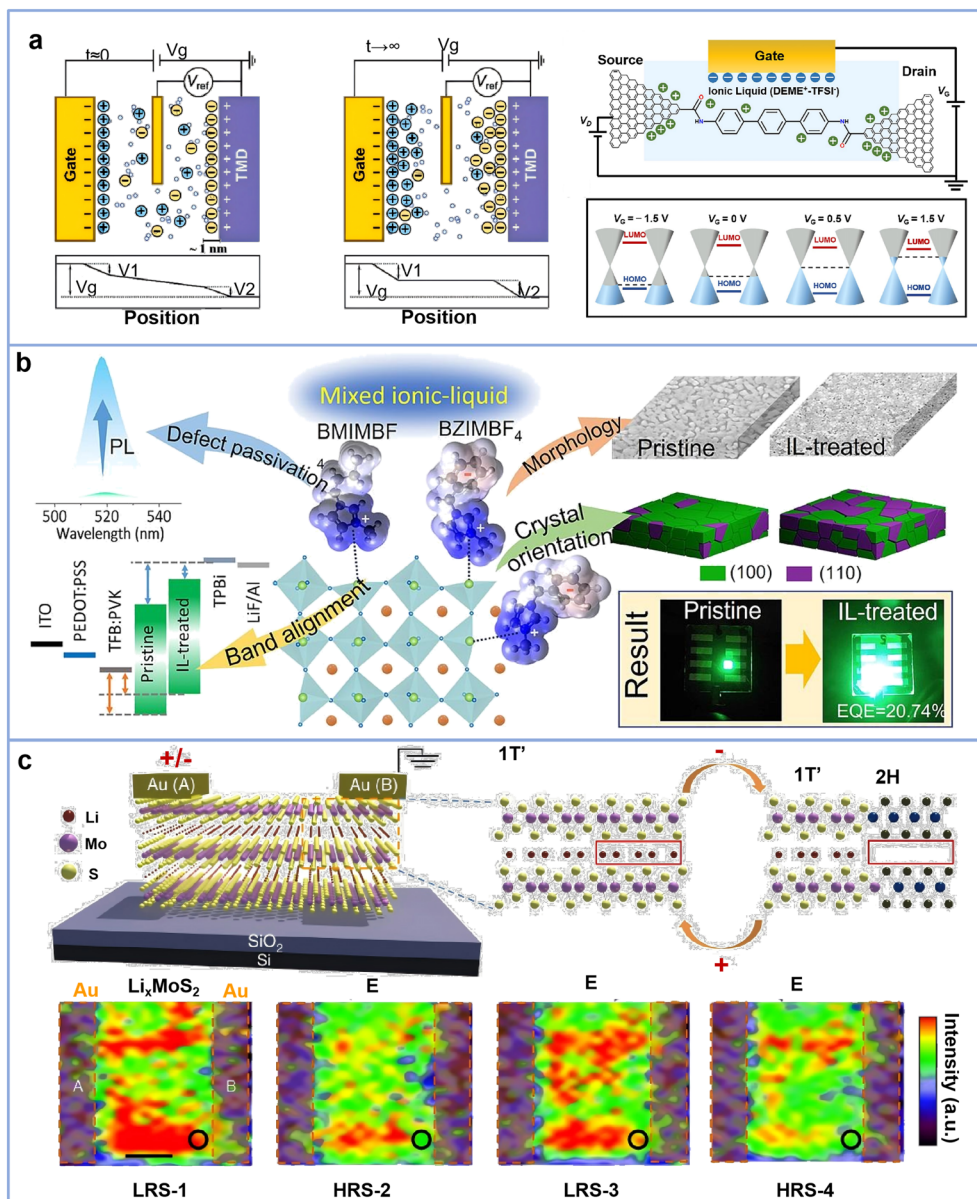 a
t≈0
Vg
Vref
Gate
TMD
~ 1 nm
V1
Vg
V2
Position
t→∞
Vg
Vref
Gate
TMD
V1
Vg
V2
Position
Source
Gate
Drain
Ionic Liquid (DEME+-TFSI-)
VD
VG
O
NH
HN
O
VG = − 1.5 V
VG = 0 V
VG = 0.5 V
VG = 1.5 V
LUMO
LUMO
LUMO
LUMO
HOMO
HOMO
HOMO
HOMO
b
Mixed ionic-liquid
BMIMBF
4
BZIMBF4
PL
500 520 540
Wavelength (nm)
Defect passivation
Morphology
Pristine
IL-treated
Crystal
orientation
(100)
(110)
Band alignment
ITO
PEDOT:PSS
TFB:PVK
Pristine
IL-treated
TPBi
LiF/Al
Result
Pristine
IL-treated
EQE=20.74%
c
+/-
Au (A)
Au (B)
Li
Mo
S
SiO2
Si
1T'
-
1T'
2H
+
Au
LixMoS2
Au
E
E
E
A
B
Intensity (a.u.)
LRS-1
HRS-2
LRS-3
HRS-4